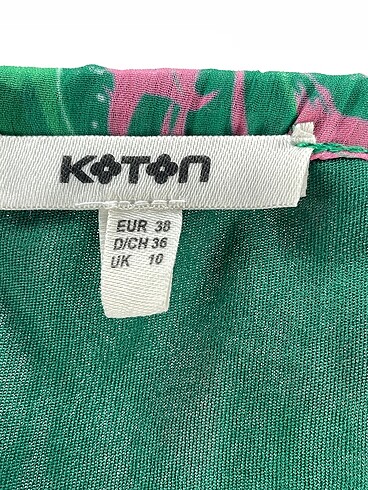 KOTON
EUR 38
D/CH 36
UK 10